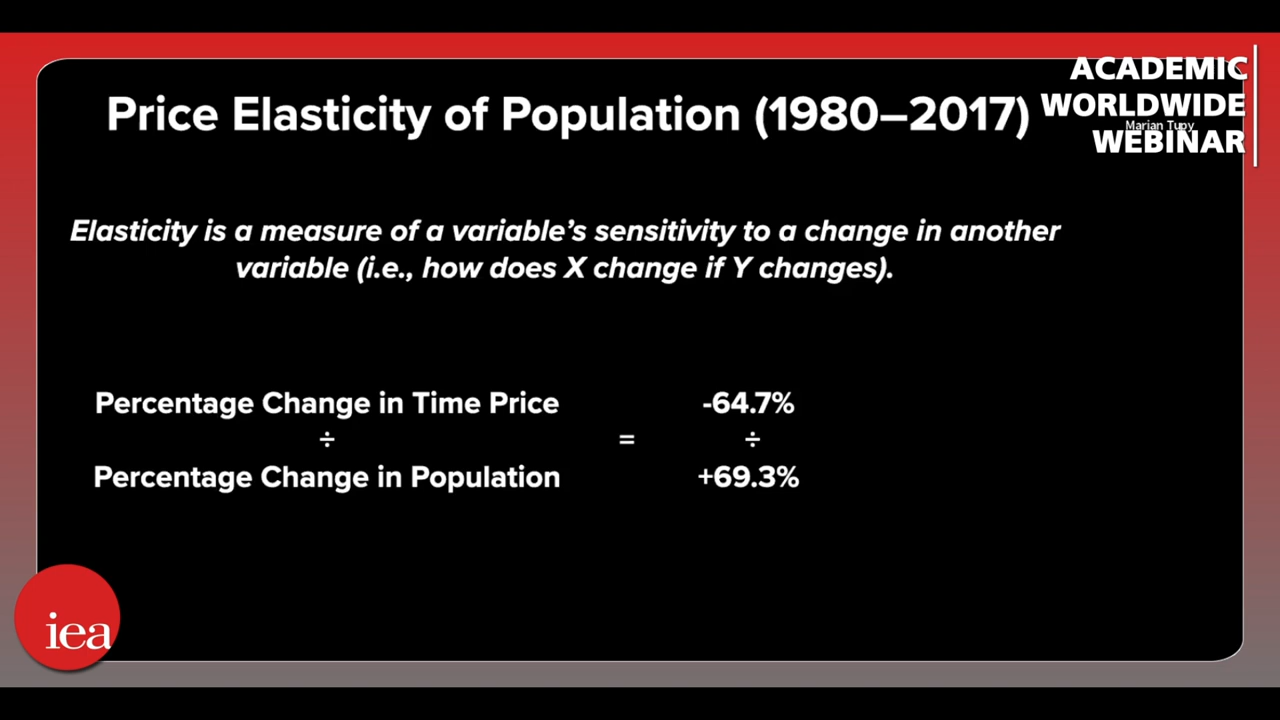 ACADEMIC
WORLDWIDE
WEBINAR
Marian Tupy
Price Elasticity of Population (1980–2017)
Elasticity is a measure of a variable’s sensitivity to a change in another
variable (i.e., how does X change if Y changes).
Percentage Change in Time Price
÷
Percentage Change in Population
=
-64.7%
÷
+69.3%
iea